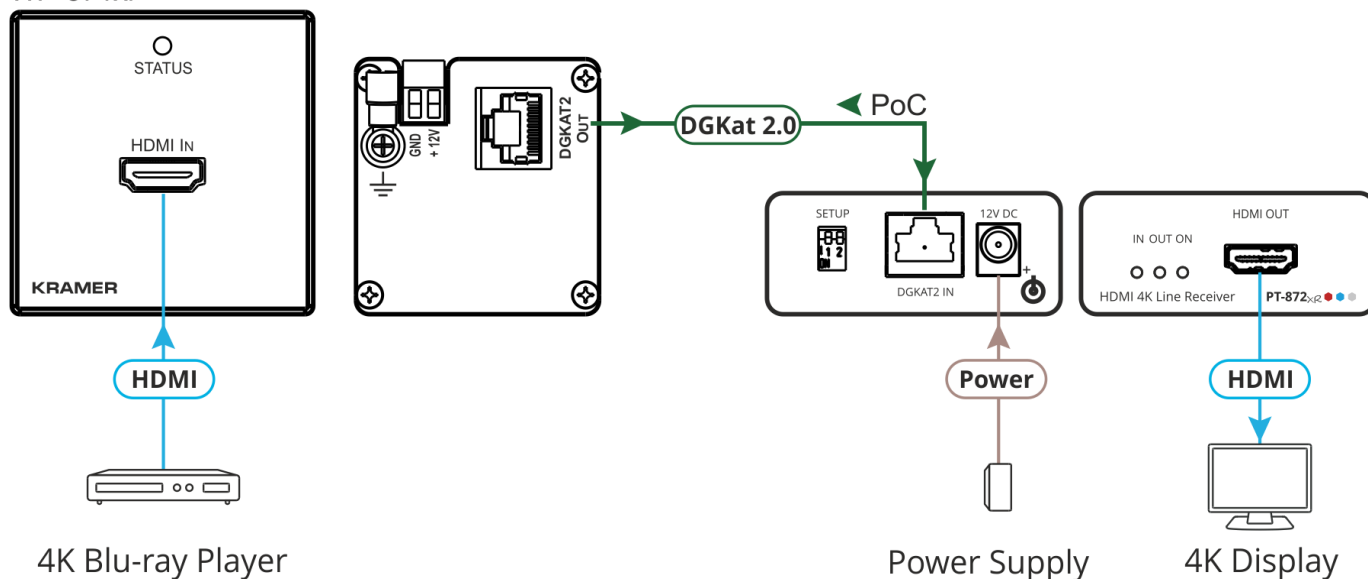 STATUS
HDMI IN
KRAMER
HDMI
4K Blu-ray Player
GND
+ 12V
DGKAT2
OUT
DGKat 2.0
PoC
SETUP
1 2
ON
12V DC
+
DGKAT2 IN
Power
Power Supply
HDMI OUT
IN OUT ON
HDMI 4K Line Receiver
PT-872xR
HDMI
4K Display